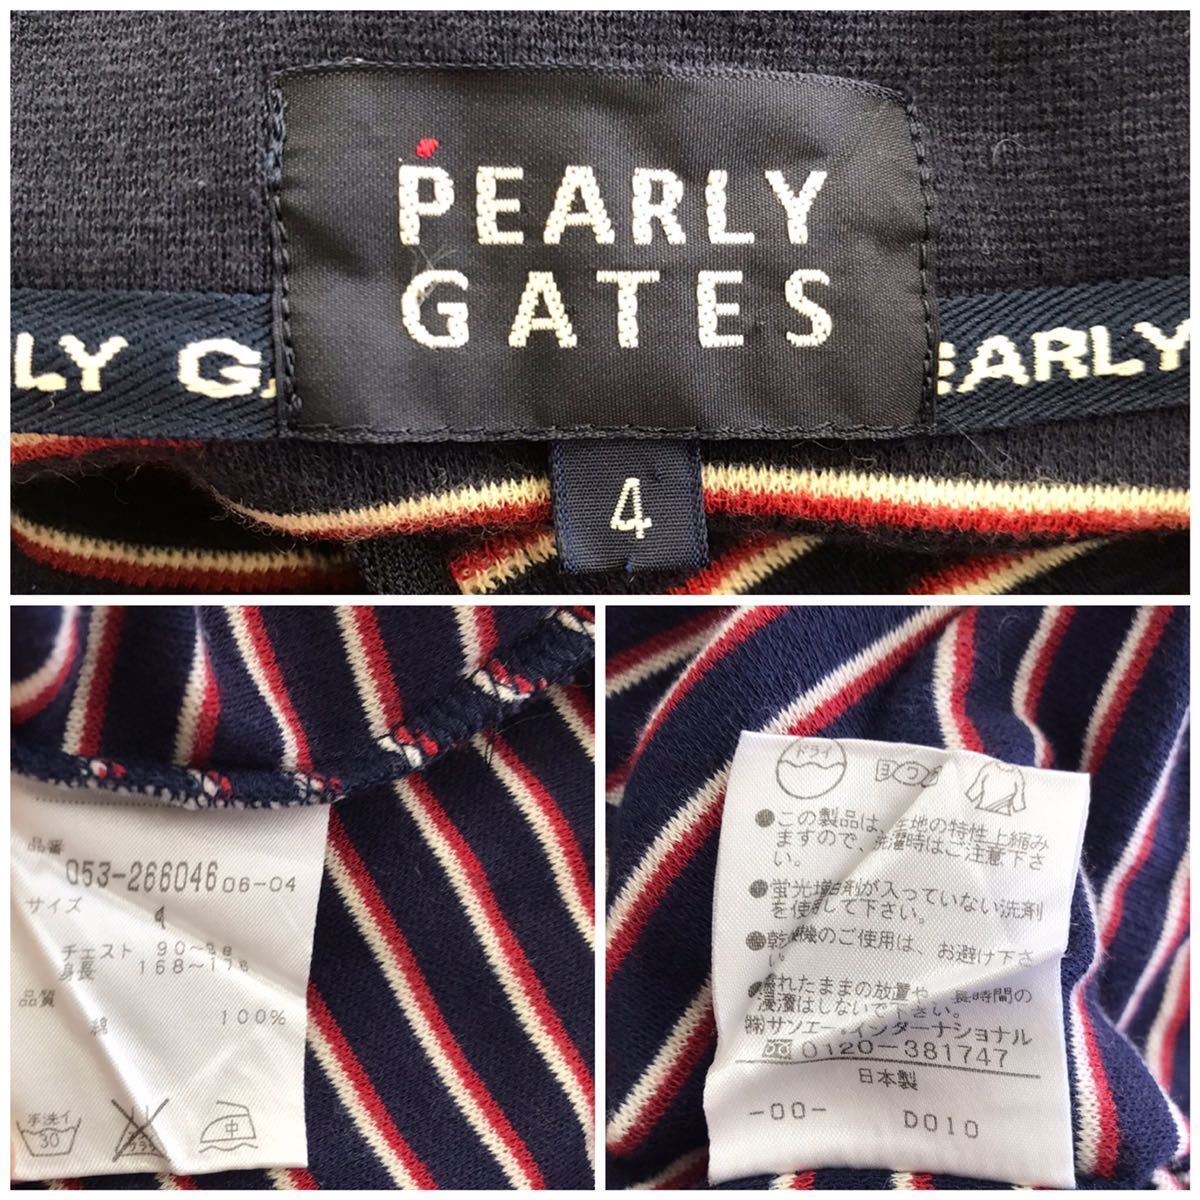 PEARLY
GATES
LY GA
EARLY
4
品番
053-266046 06-04
サイズ 4
チェスト 90~98
身長 168~178
品質
綿 100%
手洗イ
30
中
ドライ
ヨワク
●この製品は、生地の特性上縮み
ますので、洗濯時はご注意下さ
い。
●蛍光増白剤が入っていない洗剤
を使用して下さい。
●乾燥機のご使用は、お避け下さ
い。
●濡れたままの放置や、長時間の
浸漬はしないで下さい。
㈱サンエー・インターナショナル
0120-381747
日本製
-00- D010